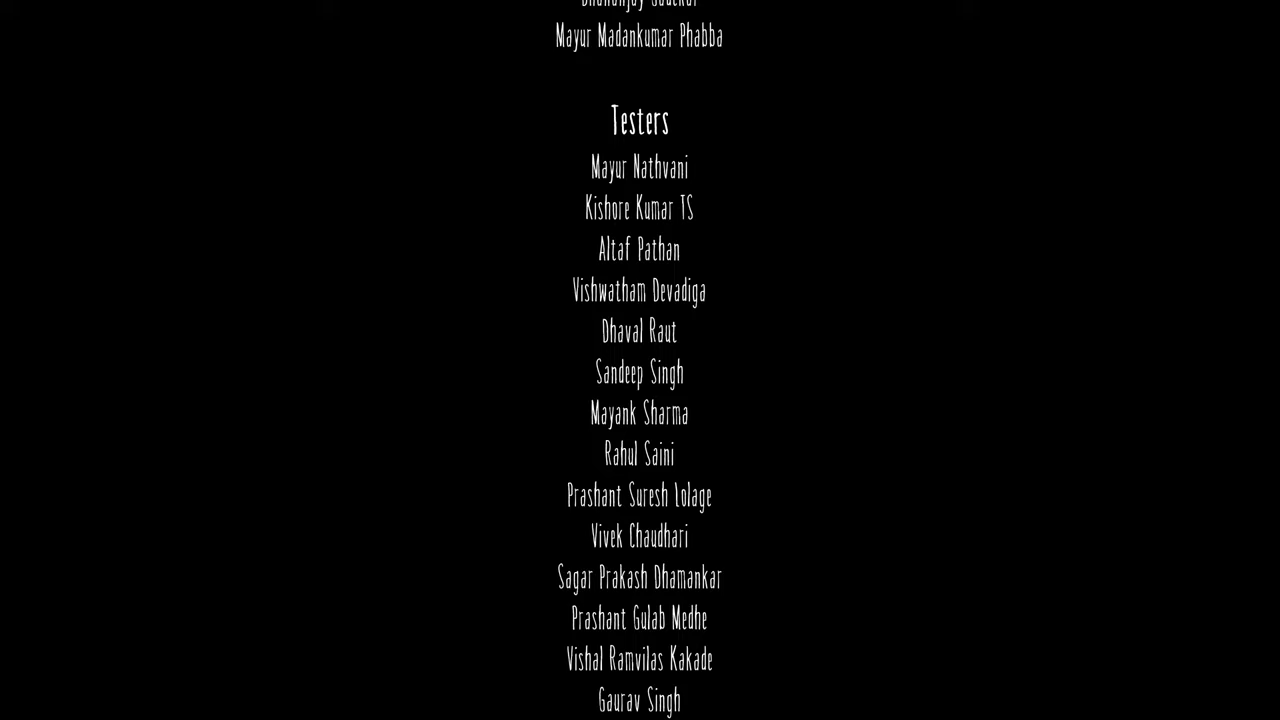 Mayur Madankumar Phabba
Testers
Mayur Nathvani
Kishore Kumar TS
Altaf Pathan
Vishwatham Devadiga
Dhaval Raut
Sandeep Singh
Mayank Sharma
Rahul Saini
Prashant Suresh Lolage
Vivek Chaudhari
Sagar Prakash Dhamankar
Prashant Gulab Medhe
Vishal Ramvilas Kakade
Gaurav Singh